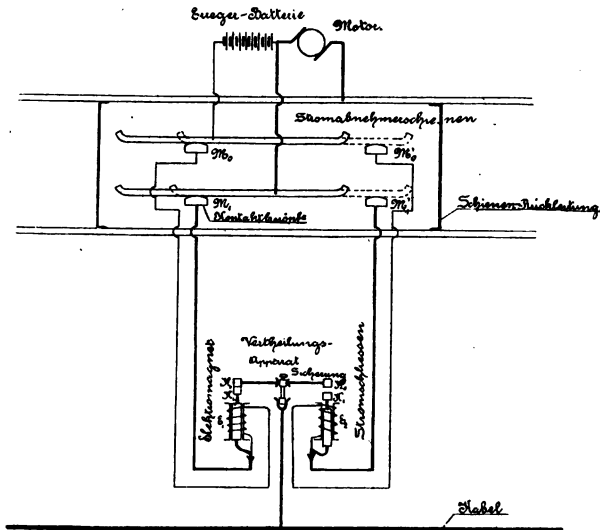 Erreger-Batterie
Motor.
Stromabnehmerschienen
M₀
M₀'
M₁
M₁'
Kontaktknöpfe
Schienen-Rückleitung
Vertheilungs-
Apparat
Sicherung
Elektromagnet
Stromschliessen
Kabel